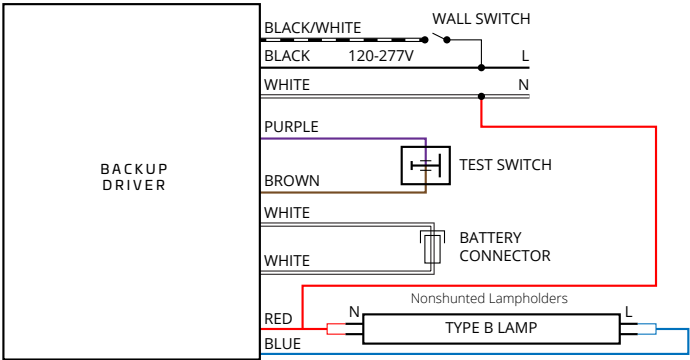 WALL SWITCH
BLACK/WHITE
BLACK 120-277V L
WHITE N
PURPLE
TEST SWITCH
BACKUP
DRIVER
BROWN
WHITE
BATTERY
CONNECTOR
WHITE
Nonshunted Lampholders
RED N TYPE B LAMP L
BLUE